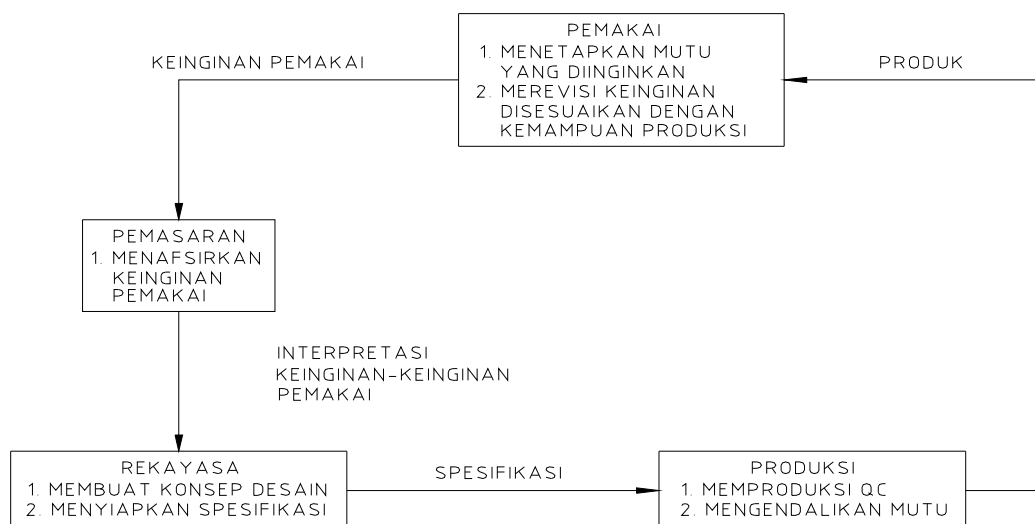 PEMAKAI
1. MENETAPKAN MUTU
YANG DIINGINKAN
2. MEREVISI KEINGINAN
DISESUAIKAN DENGAN
KEMAMPUAN PRODUKSI
KEINGINAN PEMAKAI
PRODUK
PEMASARAN
1. MENAFSIRKAN
KEINGINAN
PEMAKAI
INTERPRETASI
KEINGINAN-KEINGINAN
PEMAKAI
REKAYASA
1. MEMBUAT KONSEP DESAIN
2. MENYIAPKAN SPESIFIKASI
SPESIFIKASI
PRODUKSI
1. MEMPRODUKSI QC
2. MENGENDALIKAN MUTU